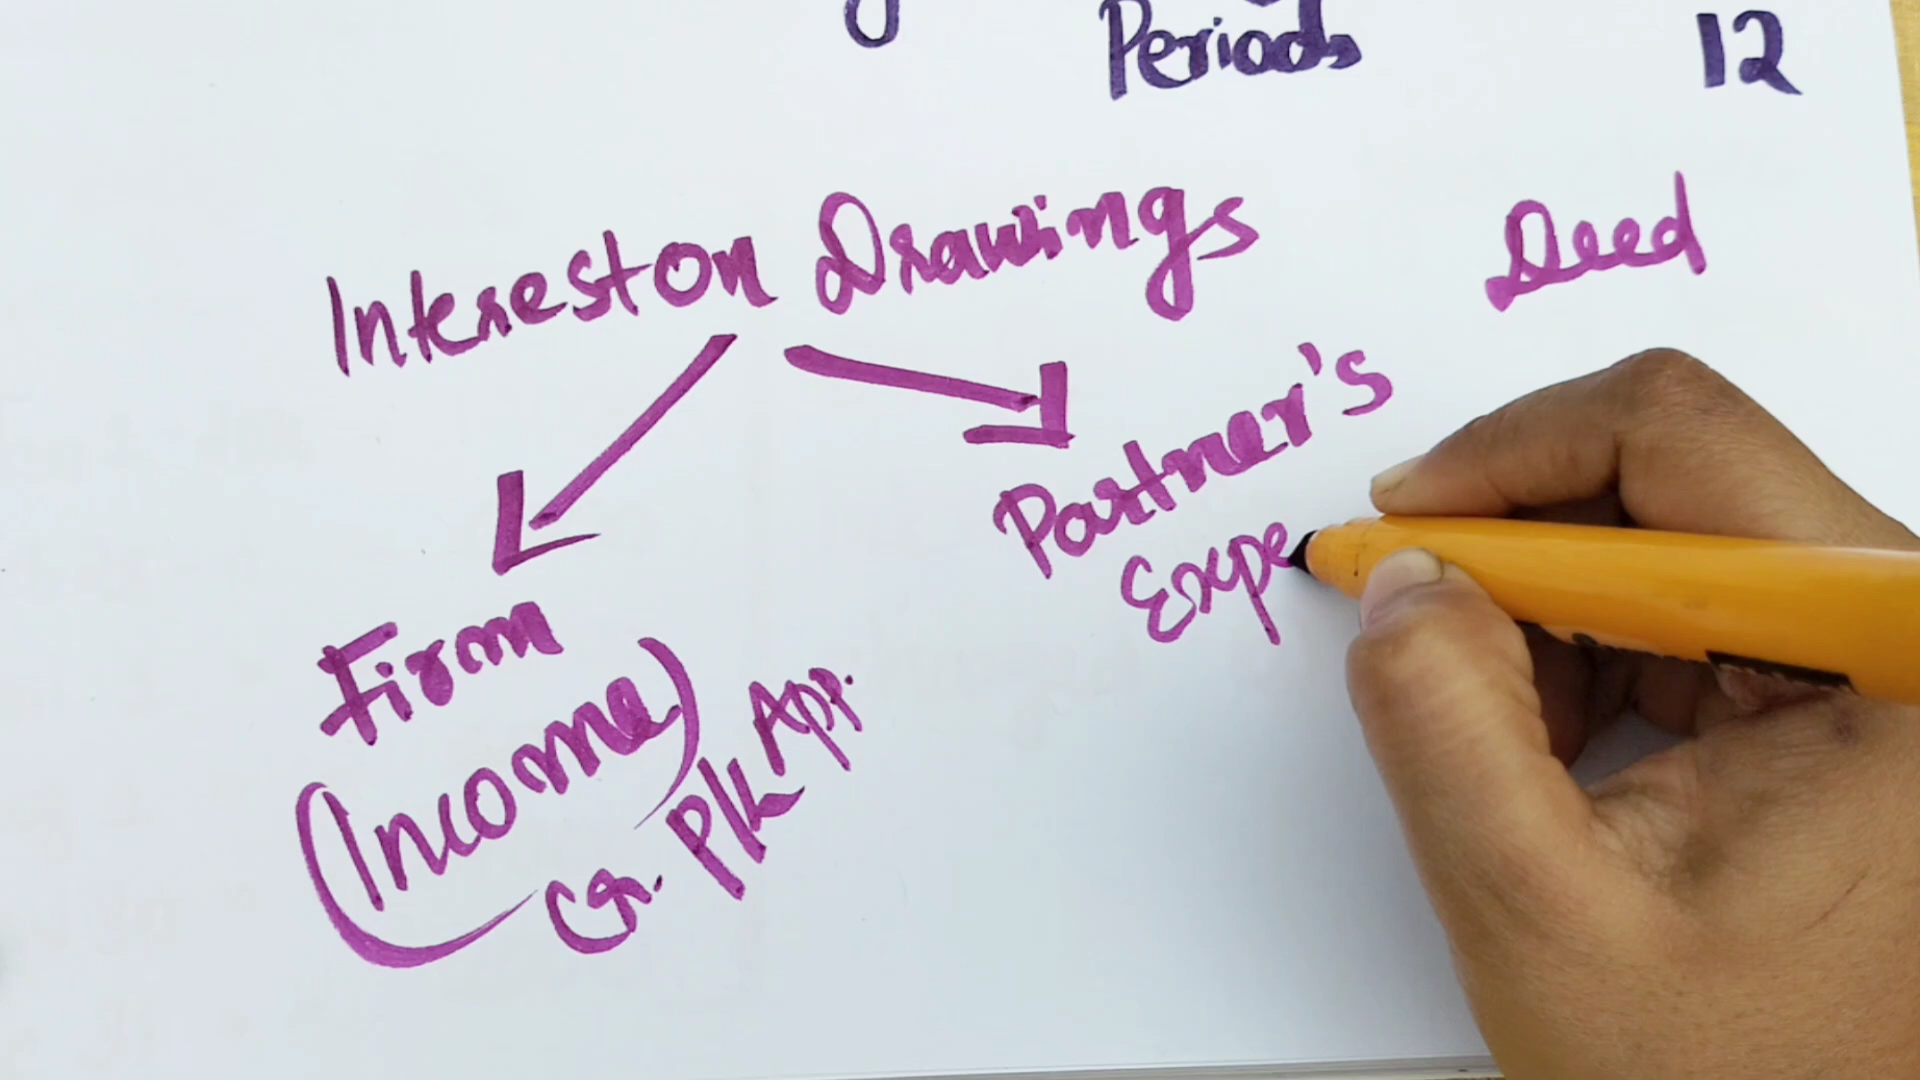 Periods 12
Interest on Drawings
Deed
Partner's
Expe
Firm
(Income)
Cr. P/L App.